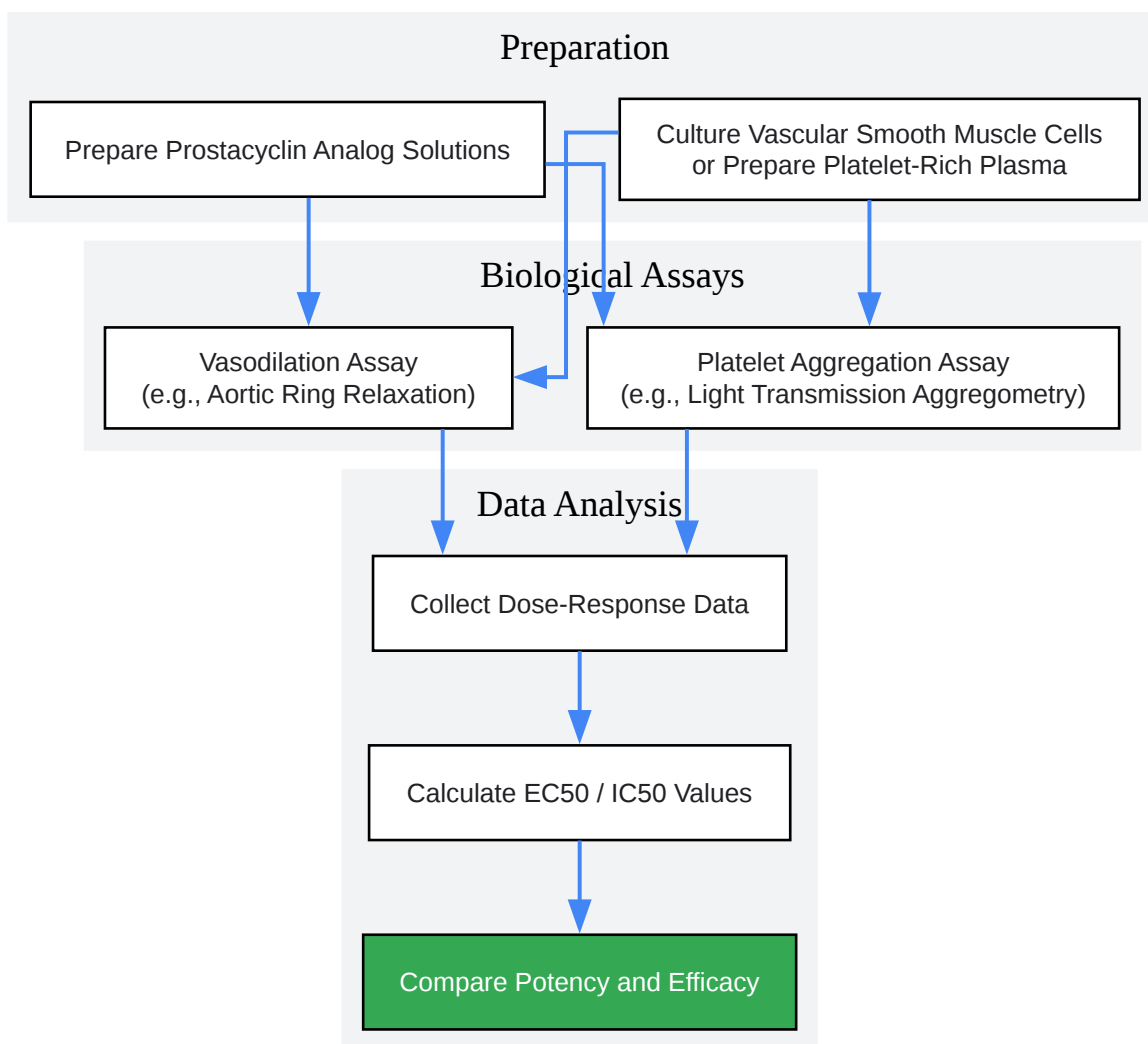 Preparation
Prepare Prostacyclin Analog Solutions
Culture Vascular Smooth Muscle Cells
or Prepare Platelet-Rich Plasma
Biological Assays
Vasodilation Assay
(e.g., Aortic Ring Relaxation)
Platelet Aggregation Assay
(e.g., Light Transmission Aggregometry)
Data Analysis
Collect Dose-Response Data
Calculate EC50 / IC50 Values
Compare Potency and Efficacy